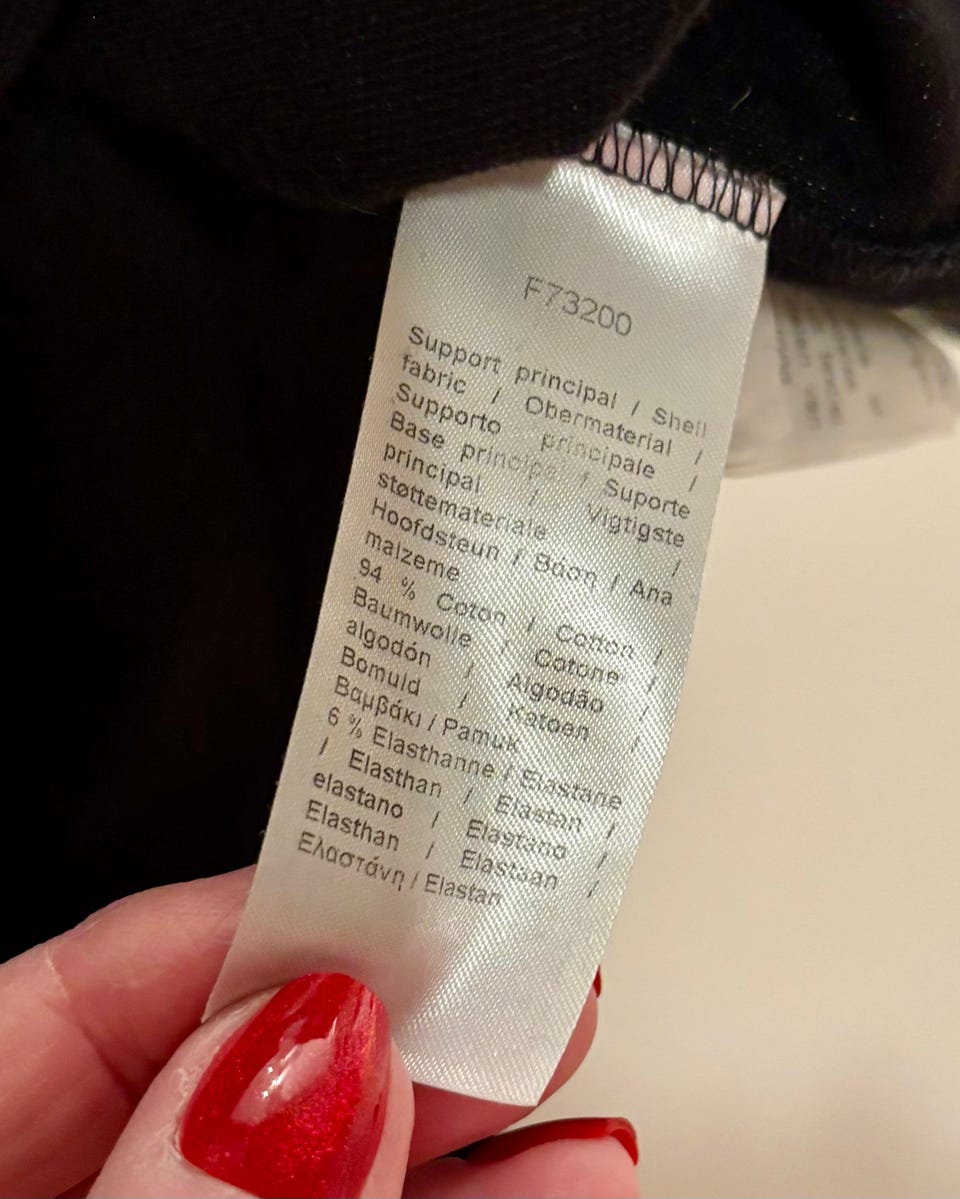 F73200
Support principal / Shell
fabric / Obermaterial /
Supporto principale /
Base principal / Suporte
principal / Vigtigste
støttemateriale /
Hoofdsteun / Βάση / Ana
malzeme
94 % Coton / Cotton /
Baumwolle / Cotone /
algodón / Algodão /
Bomuld / Katoen /
Βαμβάκι / Pamuk
6 % Elasthanne / Elastane
/ Elasthan / Elastan /
elastano / Elastano /
Elasthan / Elastaan /
Ελαστάνη / Elastan